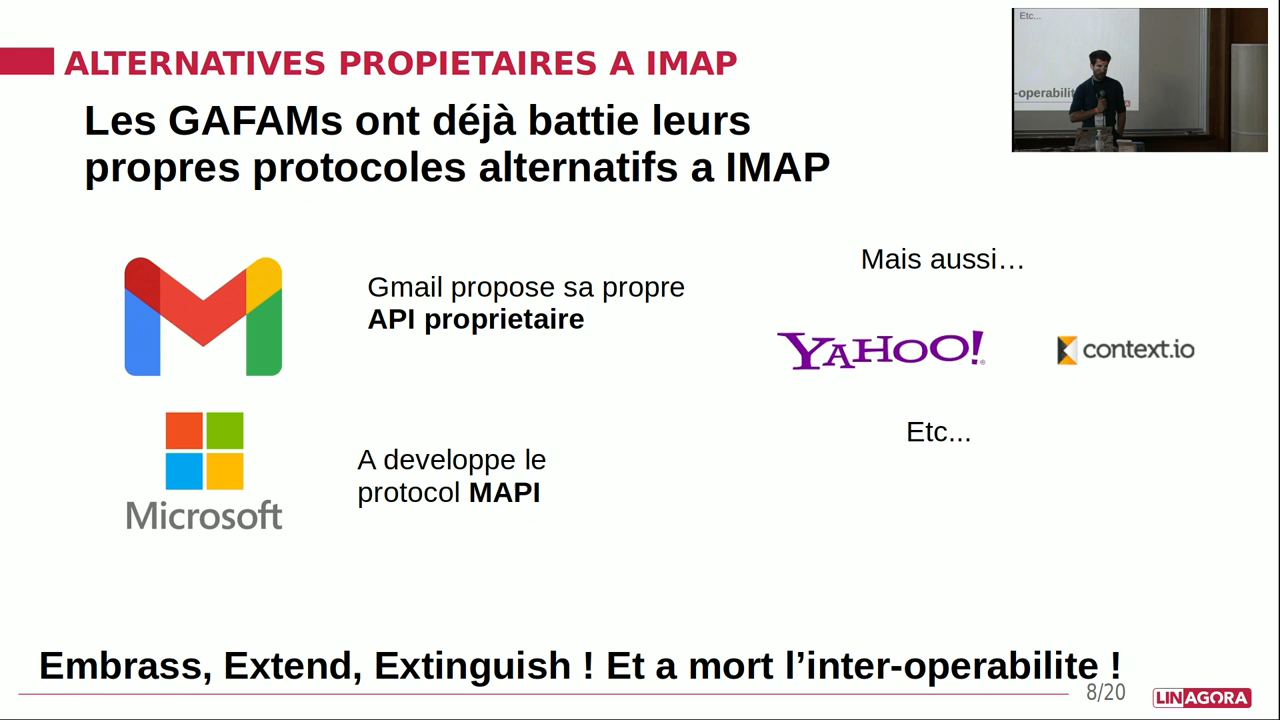 ALTERNATIVES PROPIETAIRES A IMAP
Les GAFAMs ont déjà battie leurs
propres protocoles alternatifs a IMAP
Etc...
-operabilit
Gmail propose sa propre
API proprietaire
Mais aussi…
YAHOO!
context.io
Etc...
Microsoft
A developpe le
protocol MAPI
Embrass, Extend, Extinguish ! Et a mort l’inter-operabilite !
8/20
LINAGORA